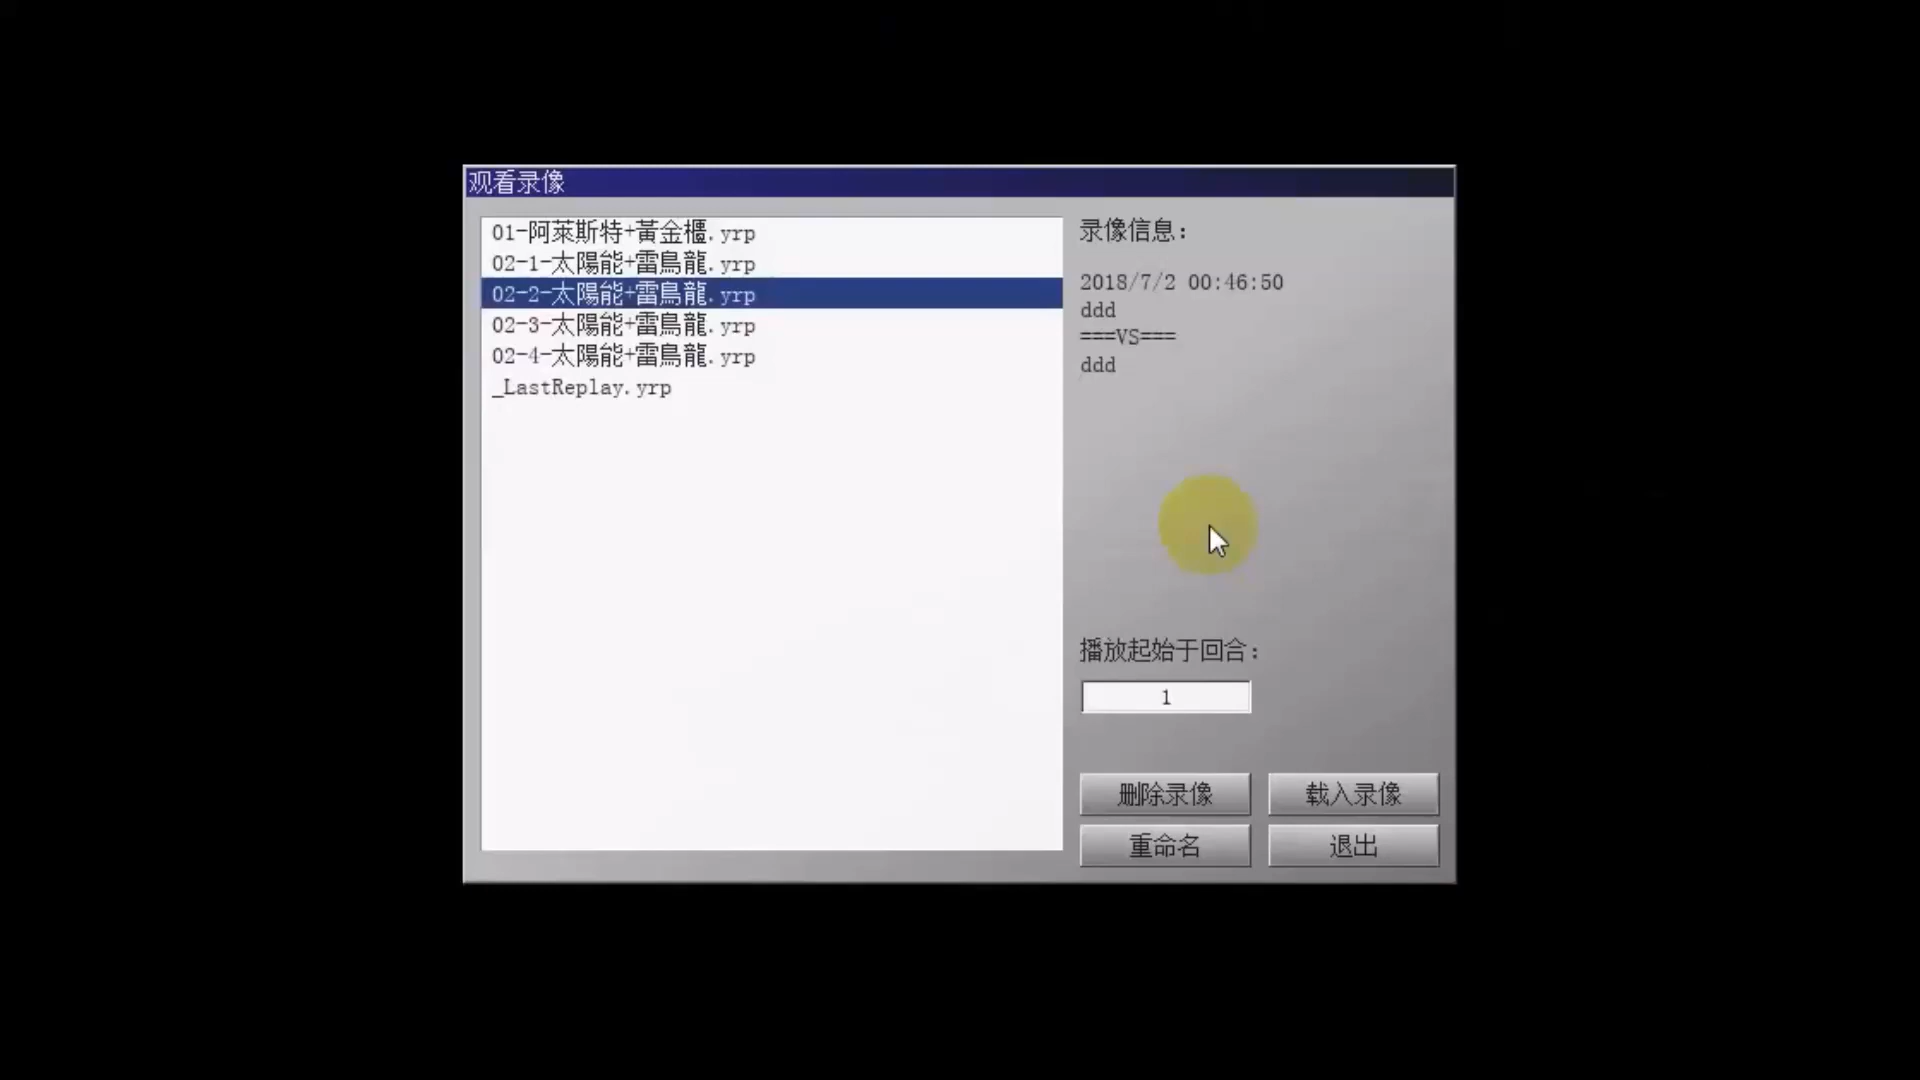 观看录像
01-阿萊斯特+黃金櫃.yrp
02-1-太陽能+雷鳥龍.yrp
02-2-太陽能+雷鳥龍.yrp
02-3-太陽能+雷鳥龍.yrp
02-4-太陽能+雷鳥龍.yrp
_LastReplay.yrp
录像信息：
2018/7/2 00:46:50
ddd
===VS===
ddd
播放起始于回合：
1
删除录像
载入录像
重命名
退出